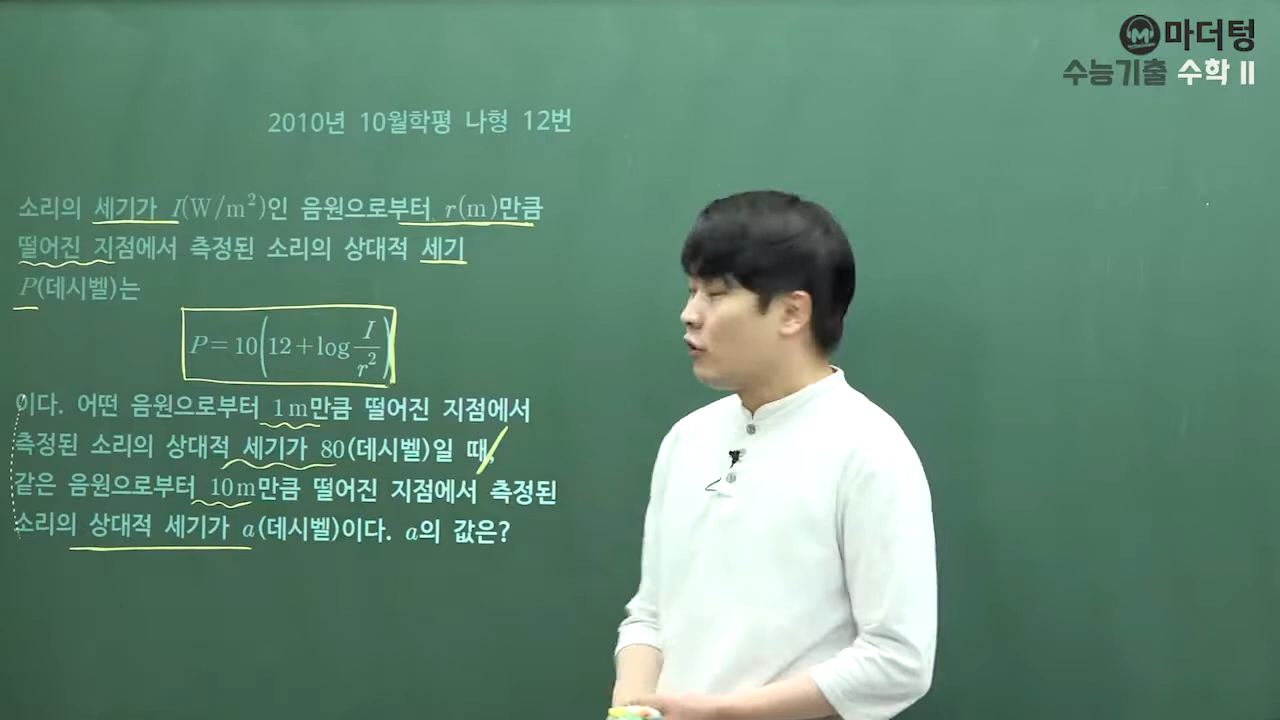 마더텅
수능기출 수학 II
2010년 10월학평 나형 12번
소리의 세기가 I(W/m²)인 음원으로부터 r(m)만큼
떨어진 지점에서 측정된 소리의 상대적 세기
P(데시벨)는
P=10(12+log I/r²)
이다. 어떤 음원으로부터 1m만큼 떨어진 지점에서
측정된 소리의 상대적 세기가 80(데시벨)일 때,
같은 음원으로부터 10m만큼 떨어진 지점에서 측정된
소리의 상대적 세기가 a(데시벨)이다. a의 값은?